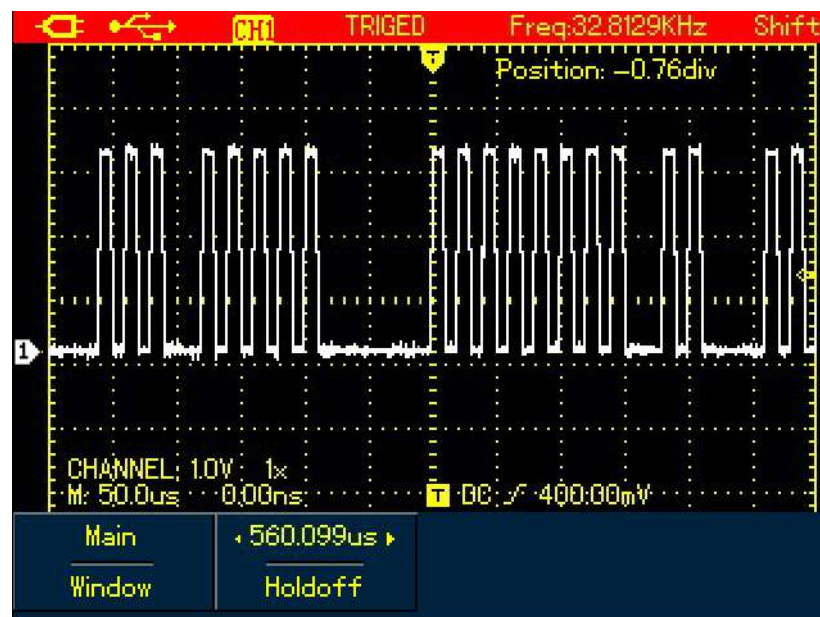 CH1 TRIGED Freq:32.8129KHz Shift
T
Position: -0.76div
1
CHANNEL: 1.0V 1x
M: 50.0us 0.00ns T DC 400.00mV
Main 560.099us
Window Holdoff